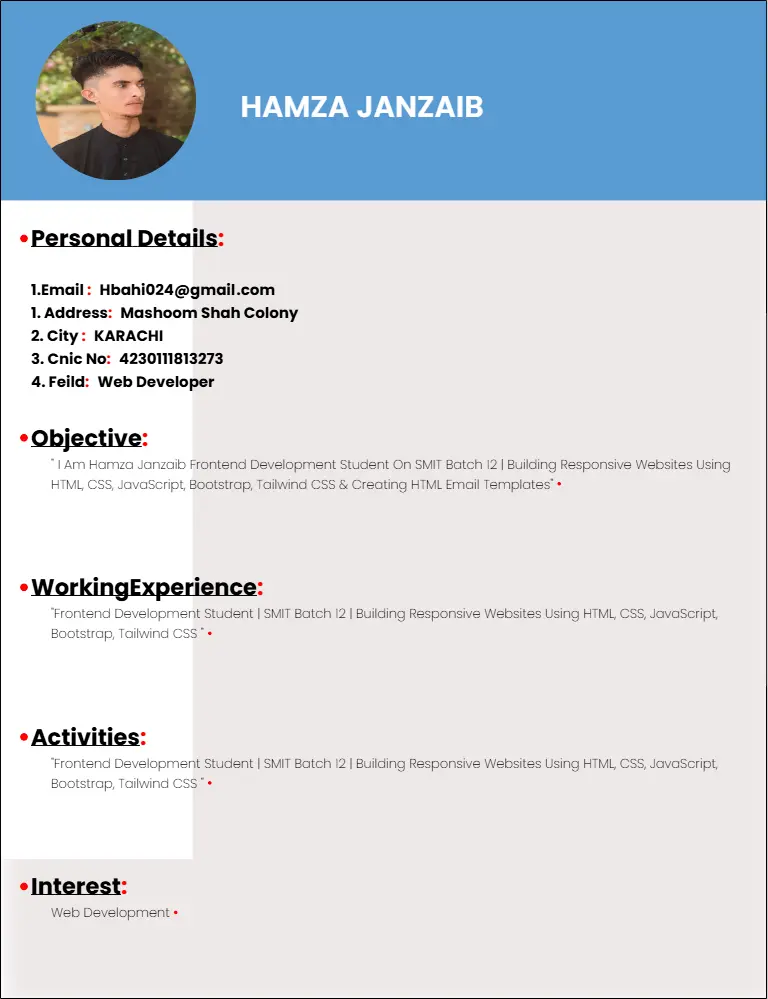 HAMZA JANZAIB
•Personal Details:
1.Email : Hbahi024@gmail.com
1. Address: Mashoom Shah Colony
2. City : KARACHI
3. Cnic No: 4230111813273
4. Feild: Web Developer
•Objective:
" I Am Hamza Janzaib Frontend Development Student On SMIT Batch 12 | Building Responsive Websites Using
HTML, CSS, JavaScript, Bootstrap, Tailwind CSS & Creating HTML Email Templates" •
•WorkingExperience:
"Frontend Development Student | SMIT Batch 12 | Building Responsive Websites Using HTML, CSS, JavaScript,
Bootstrap, Tailwind CSS " •
•Activities:
"Frontend Development Student | SMIT Batch 12 | Building Responsive Websites Using HTML, CSS, JavaScript,
Bootstrap, Tailwind CSS " •
•Interest:
Web Development •